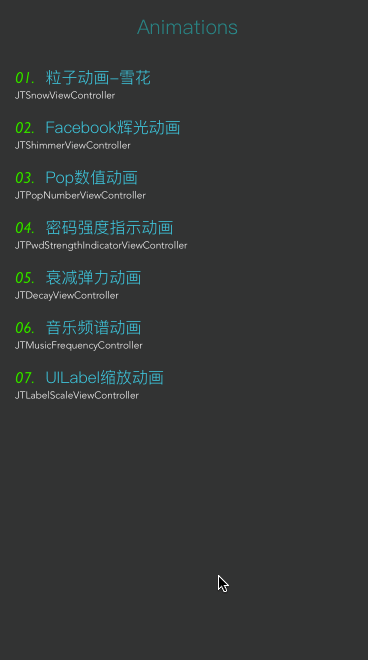 Animations
01. 粒子动画-雪花
JTSnowViewController
02. Facebook辉光动画
JTShimmerViewController
03. Pop数值动画
JTPopNumberViewController
04. 密码强度指示动画
JTPwdStrengthIndicatorViewController
05. 衰减弹力动画
JTDecayViewController
06. 音乐频谱动画
JTMusicFrequencyController
07. UILabel缩放动画
JTLabelScaleViewController